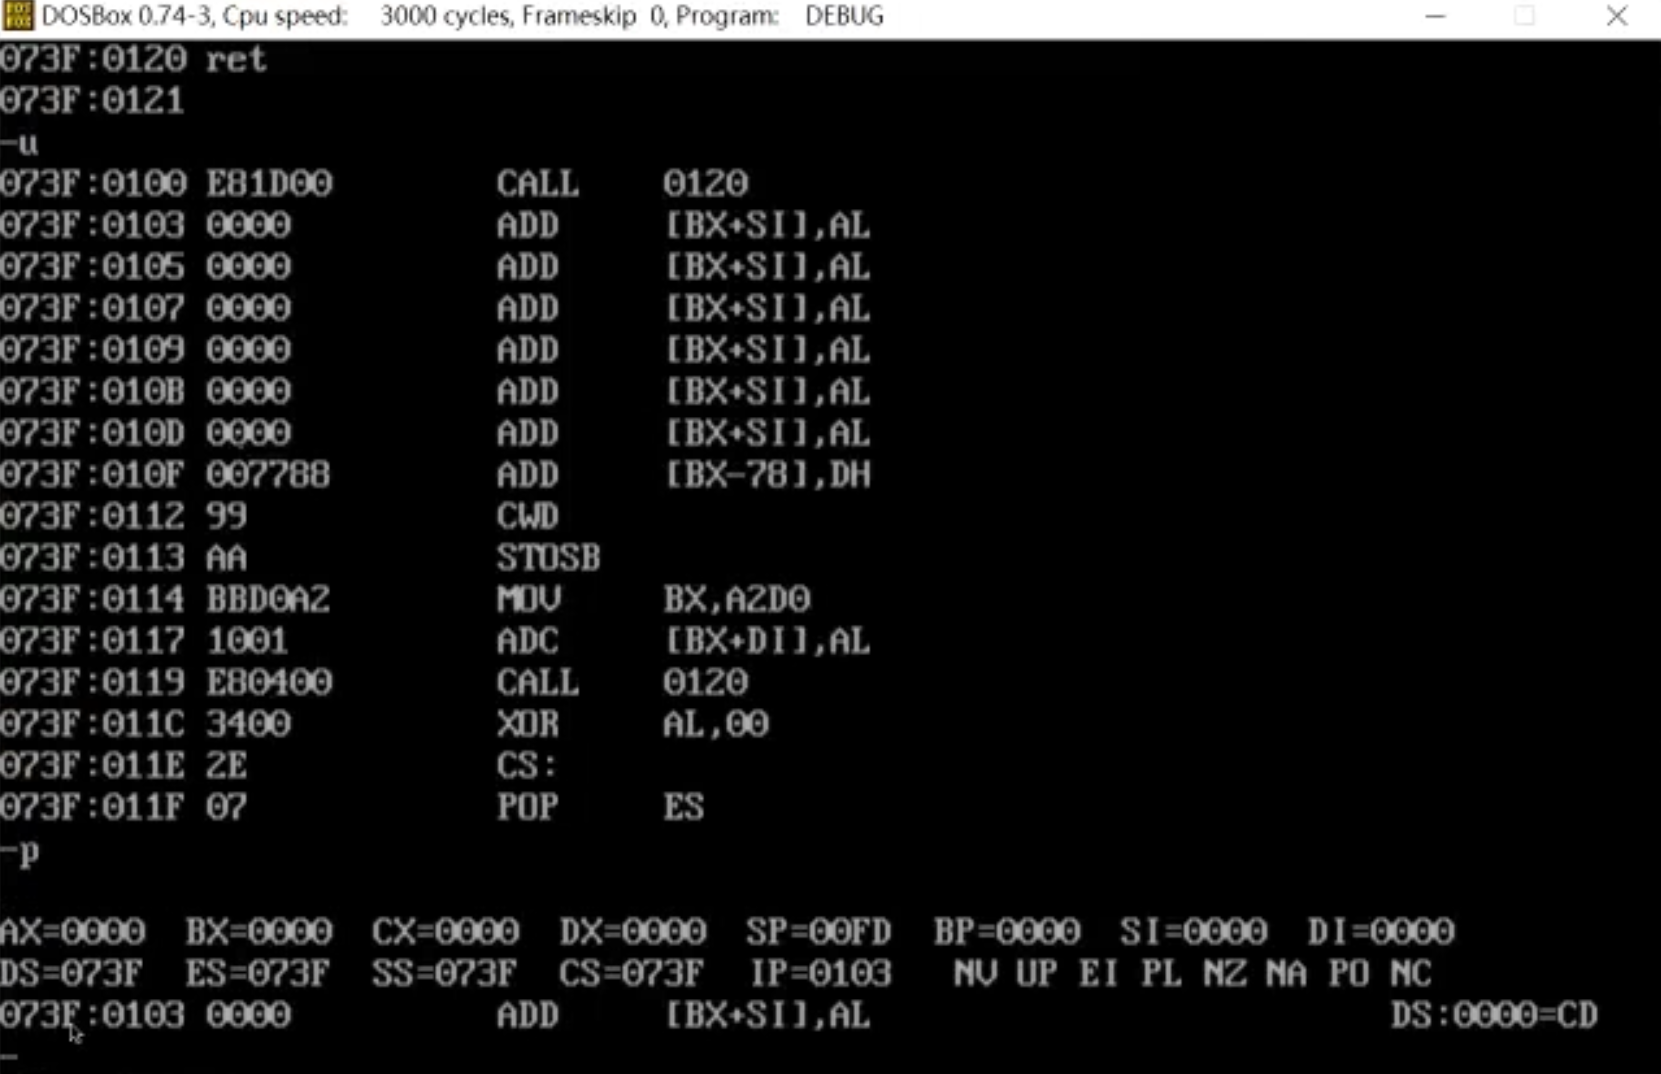 DOSBox 0.74-3, Cpu speed: 3000 cycles, Frameskip 0, Program: DEBUG
073F:0120 ret
073F:0121
-u
073F:0100 E81D00 CALL 0120
073F:0103 0000 ADD [BX+SI],AL
073F:0105 0000 ADD [BX+SI],AL
073F:0107 0000 ADD [BX+SI],AL
073F:0109 0000 ADD [BX+SI],AL
073F:010B 0000 ADD [BX+SI],AL
073F:010D 0000 ADD [BX+SI],AL
073F:010F 007788 ADD [BX-78],DH
073F:0112 99 CWD
073F:0113 AA STOSB
073F:0114 BBD0A2 MOV BX,A2D0
073F:0117 1001 ADC [BX+DI],AL
073F:0119 E80400 CALL 0120
073F:011C 3400 XOR AL,00
073F:011E 2E CS:
073F:011F 07 POP ES
-p
AX=0000 BX=0000 CX=0000 DX=0000 SP=00FD BP=0000 SI=0000 DI=0000
DS=073F ES=073F SS=073F CS=073F IP=0103 NV UP EI PL NZ NA PO NC
073F:0103 0000 ADD [BX+SI],AL DS:0000=CD
-